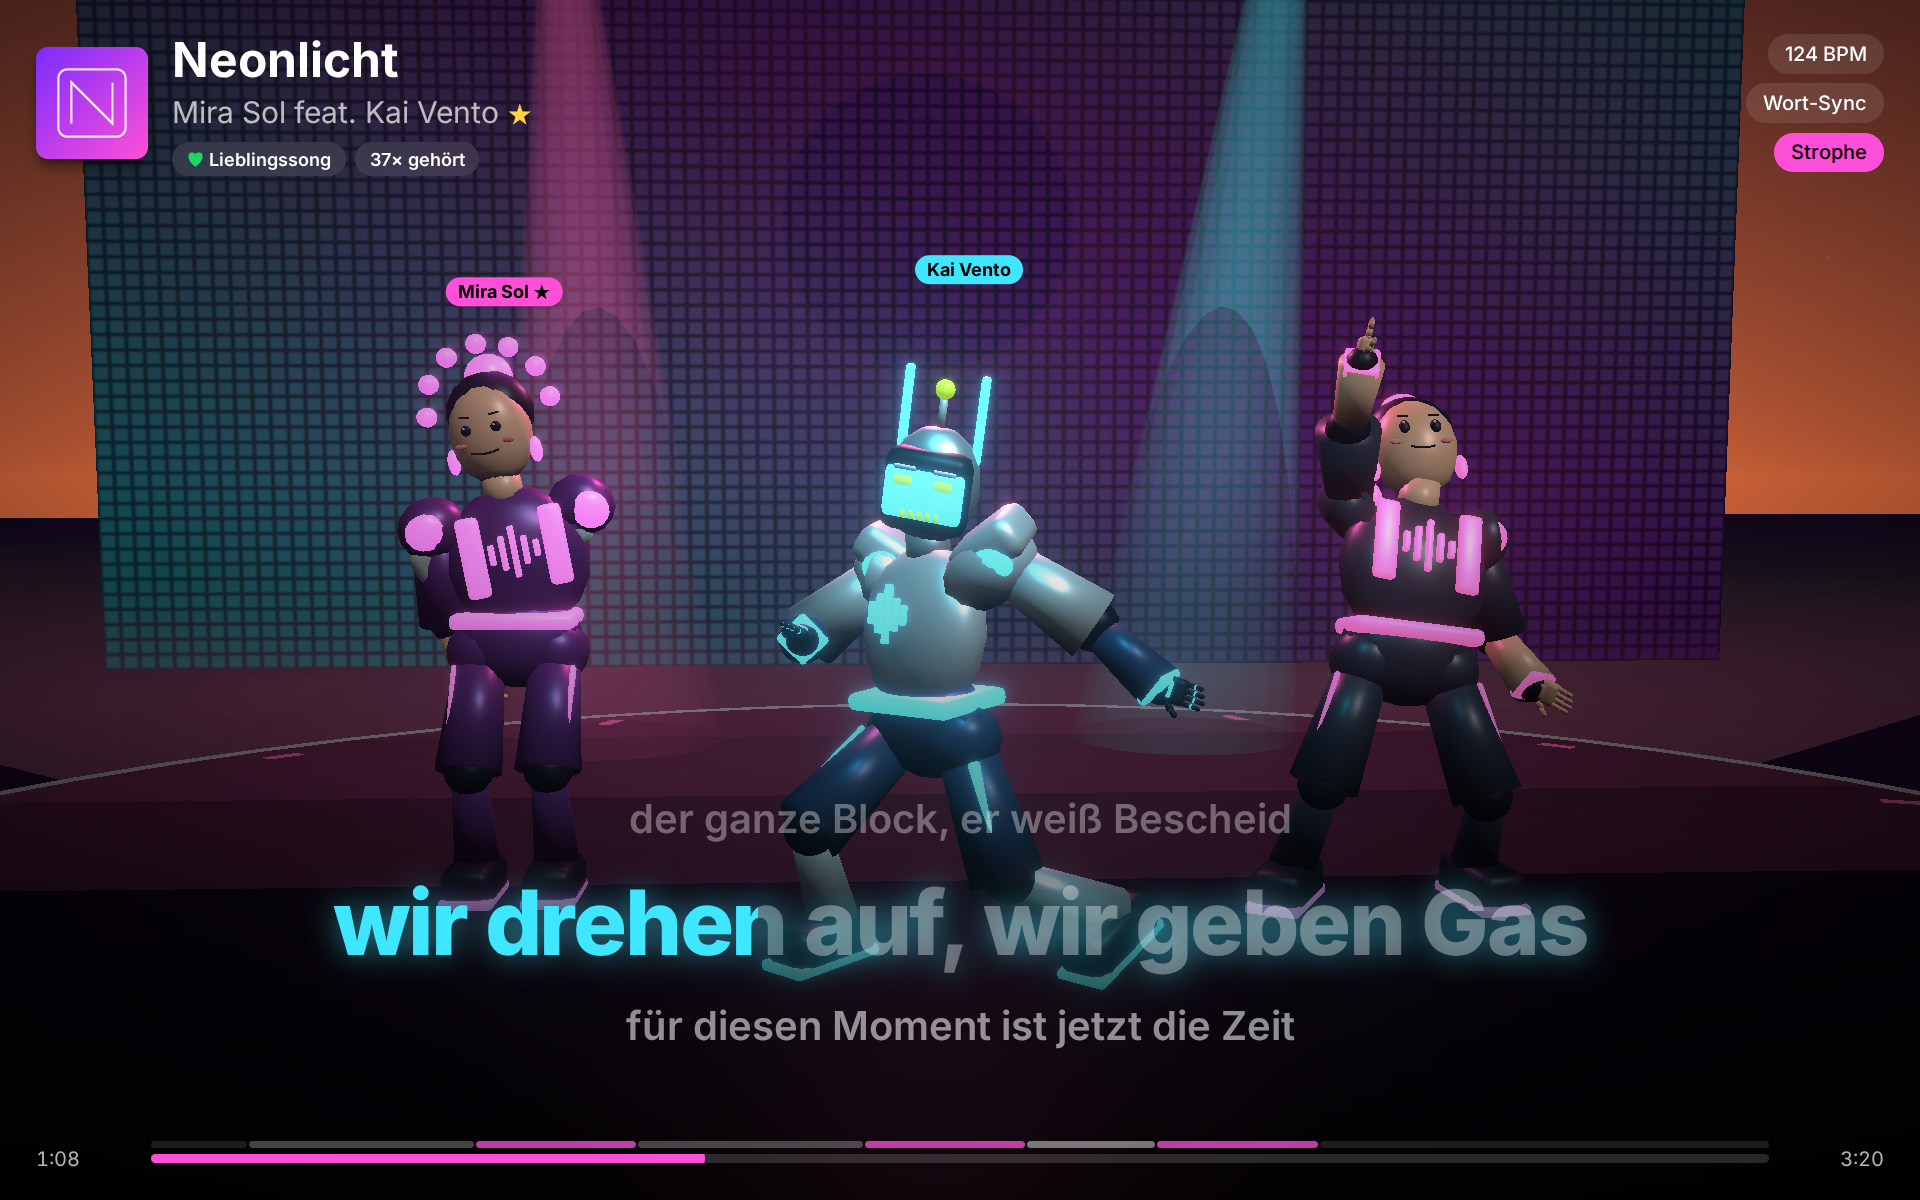 N
Neonlicht
Mira Sol feat. Kai Vento ★
Lieblingssong
37× gehört
124 BPM
Wort-Sync
Strophe
Mira Sol ★
Kai Vento
der ganze Block, er weiß Bescheid
wir drehen auf, wir geben Gas
für diesen Moment ist jetzt die Zeit
1:08
3:20